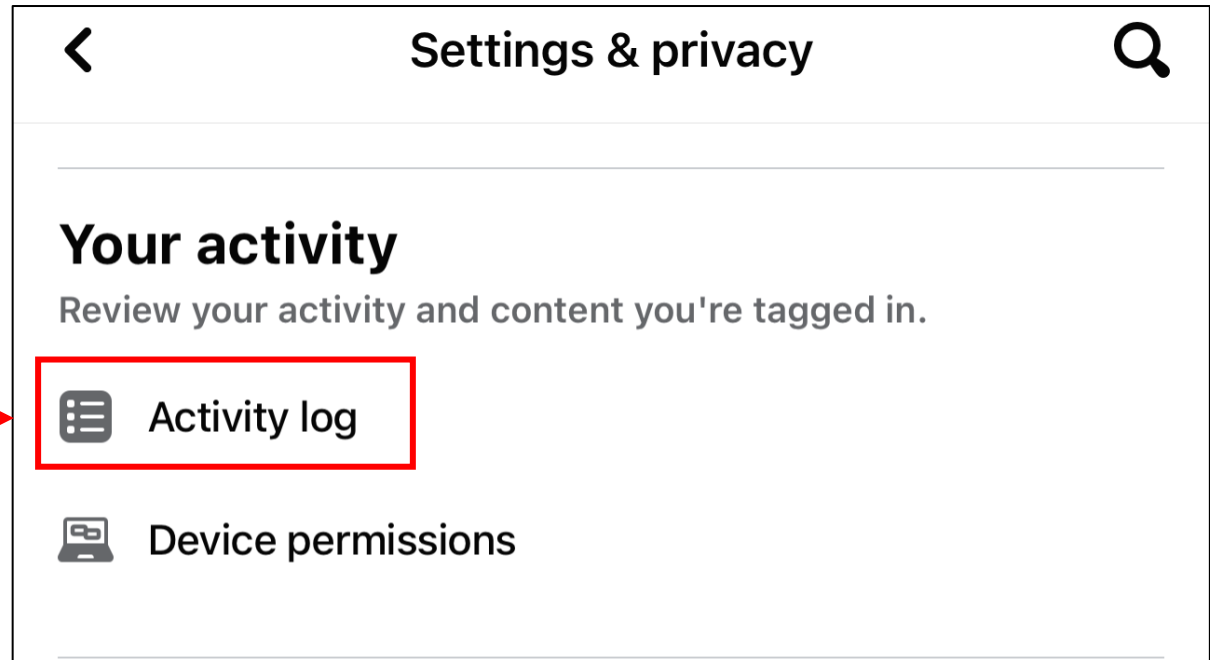 Settings & privacy
Your activity
Review your activity and content you're tagged in.
Activity log
Device permissions